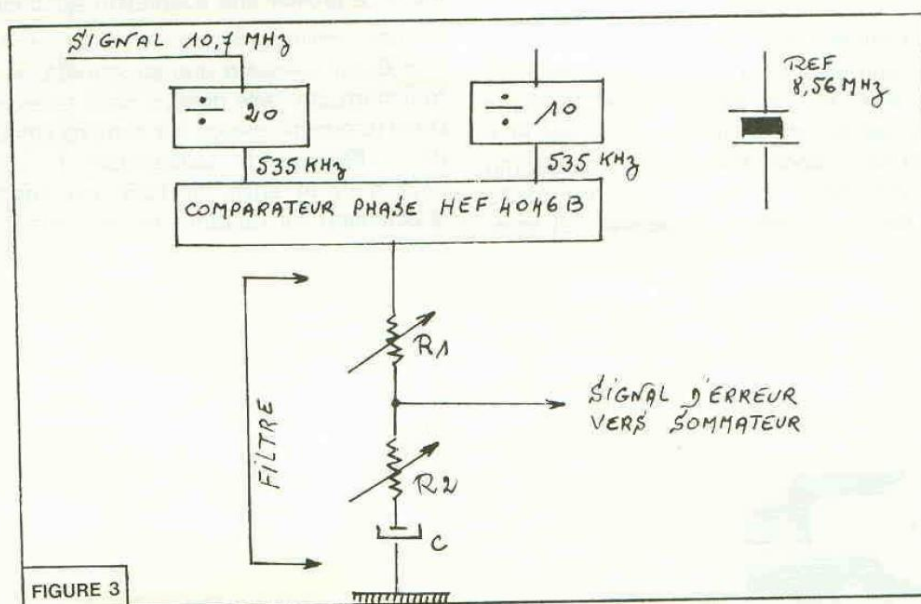 SIGNAL 10,7 MHz
÷ 20
÷ 10
REF
8,56 MHz
535 KHz
535 KHz
COMPARATEUR PHASE HEF 4046B
R1
FILTRE
SIGNAL D'ERREUR
VERS SOMMATEUR
R2
C
FIGURE 3